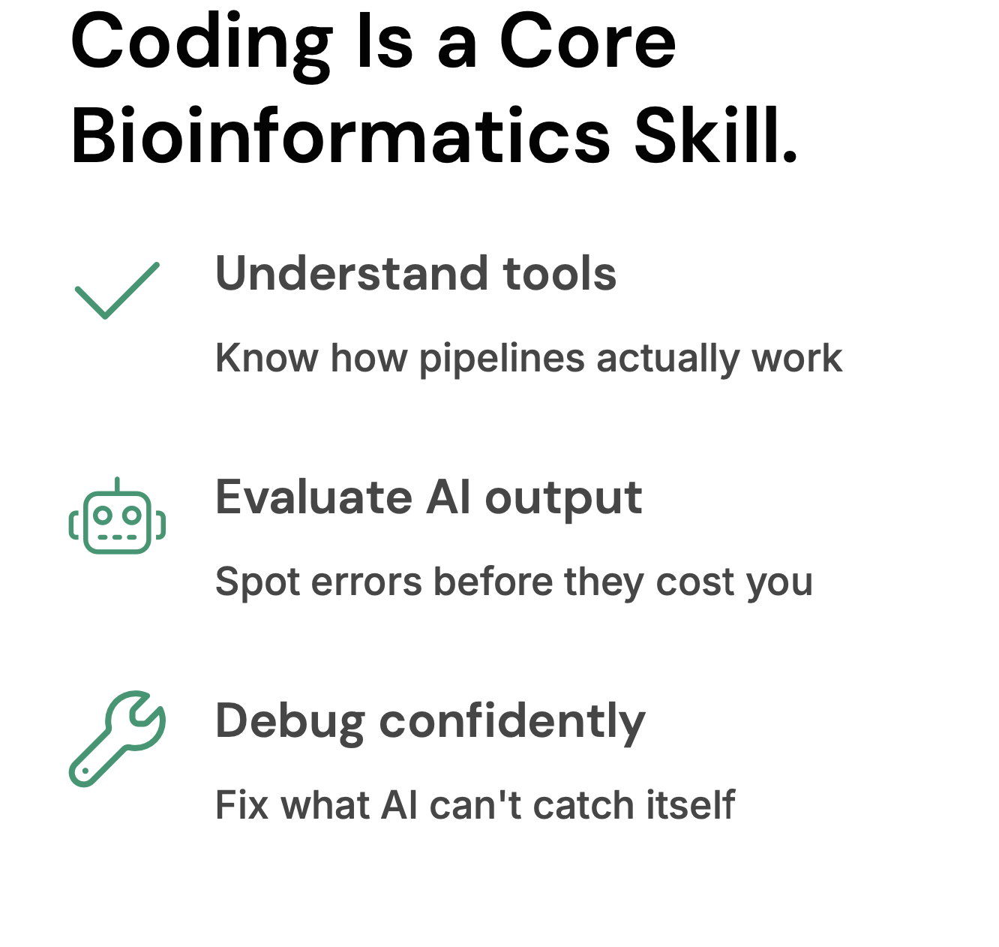 Coding Is a Core
Bioinformatics Skill.
Understand tools
Know how pipelines actually work
Evaluate AI output
Spot errors before they cost you
Debug confidently
Fix what AI can't catch itself